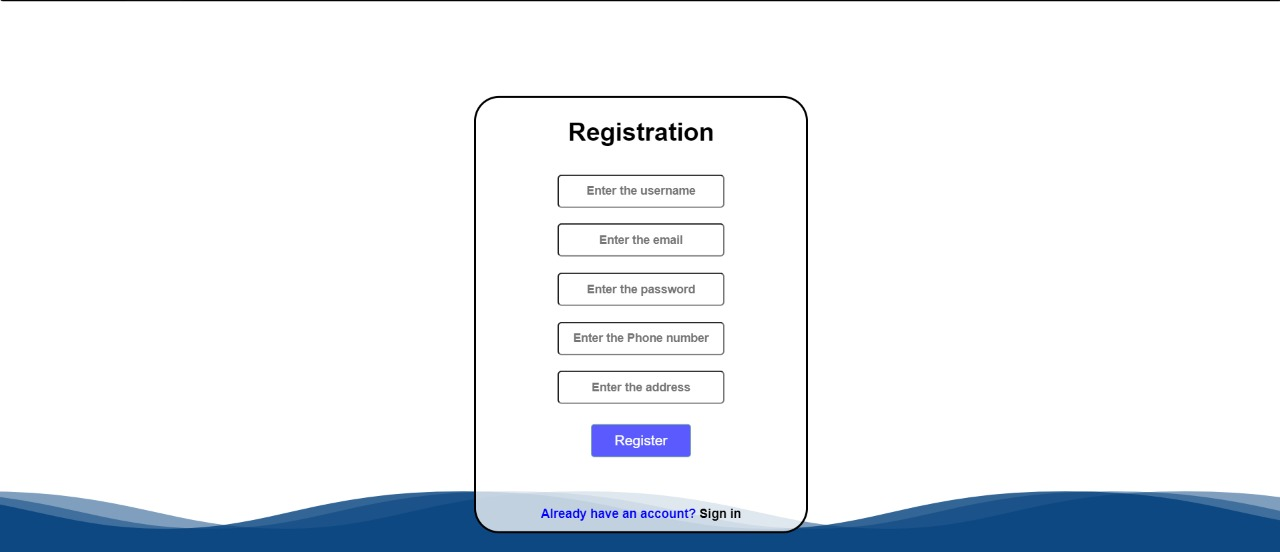 Registration
Enter the username
Enter the email
Enter the password
Enter the Phone number
Enter the address
Register
Already have an account? Sign in